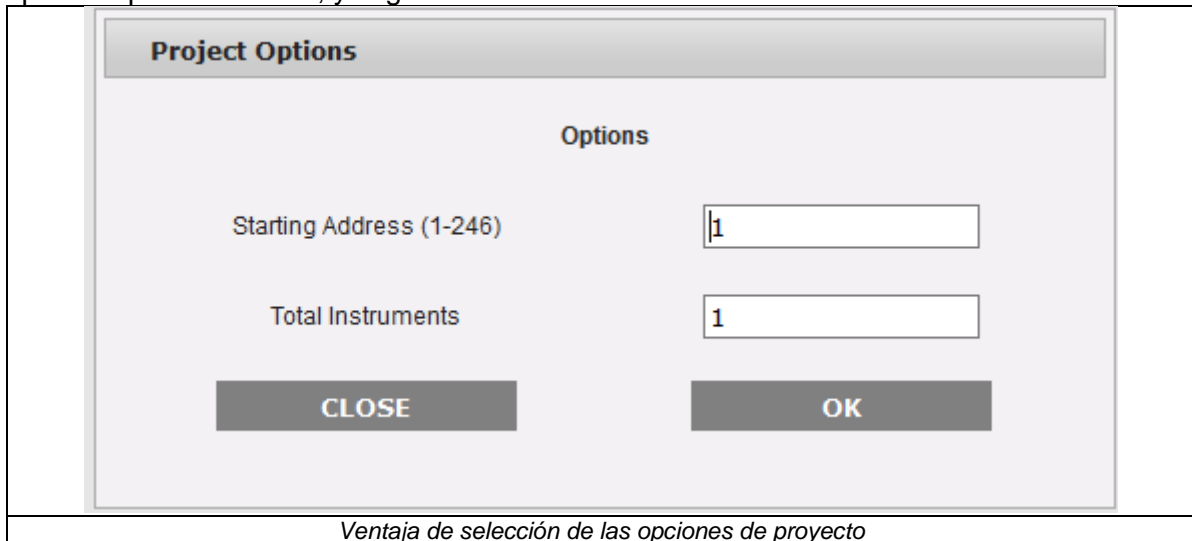 Project Options
Options
Starting Address (1-246)
1
Total Instruments
1
CLOSE
OK
Ventaja de selección de las opciones de proyecto